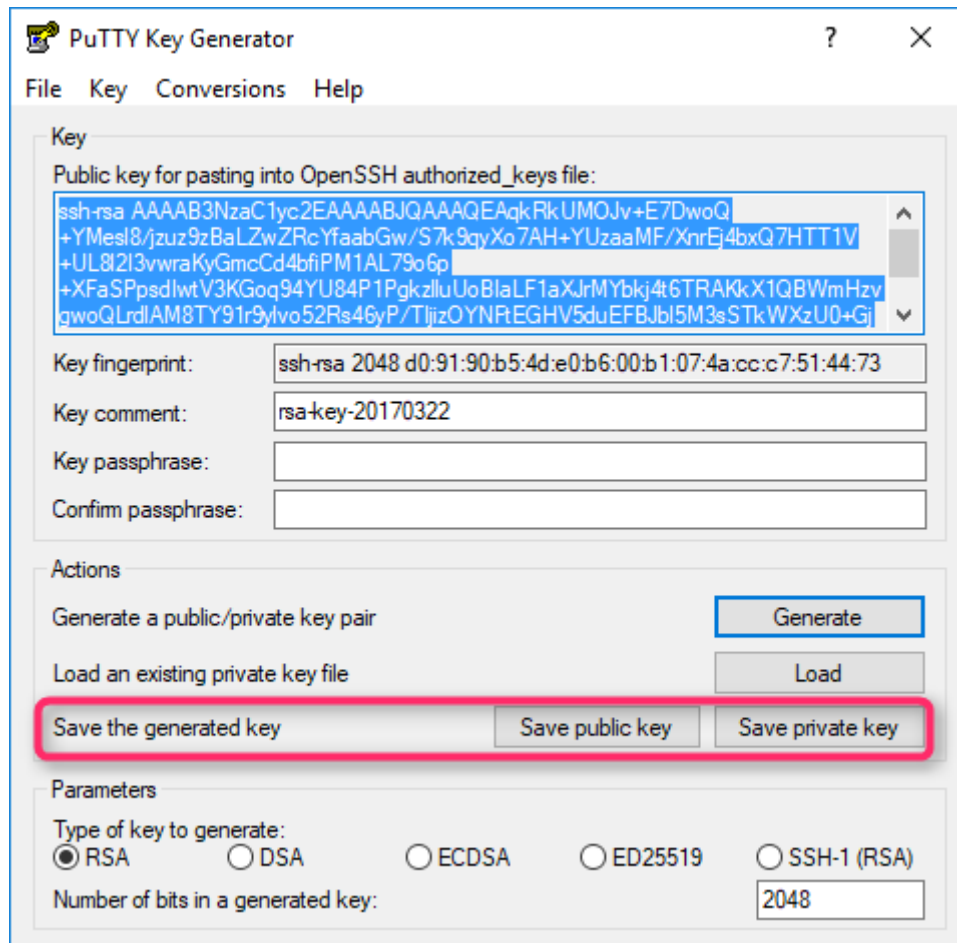 PuTTY Key Generator
? ×
File Key Conversions Help
Key
Public key for pasting into OpenSSH authorized_keys file:
ssh-rsa AAAAB3NzaC1yc2EAAAABJQAAAQEAqkRkUMOJv+E7DwoQ
+YMesl8/jzuz9zBaLZwZRcYfaabGw/S7k9qyXo7AH+YUzaaMF/XnrEj4bxQ7HTT1V
+UL8I2I3vwraKyGmcCd4bfiPM1AL79o6p
+XFaSPpsdIwtV3KGoq94YU84P1PgkzlluUoBlaLF1aXJrMYbkj4t6TRAKkX1QBWmHzv
gwoQLrdIAM8TY91r9yIvo52Rs46yP/TIjizOYNPtEGHV5duEFBJbI5M3sSTkWXzU0+Gj
Key fingerprint: ssh-rsa 2048 d0:91:90:b5:4d:e0:b6:00:b1:07:4a:cc:c7:51:44:73
Key comment: rsa-key-20170322
Key passphrase:
Confirm passphrase:
Actions
Generate a public/private key pair Generate
Load an existing private key file Load
Save the generated key Save public key Save private key
Parameters
Type of key to generate:
RSA DSA ECDSA ED25519 SSH-1 (RSA)
Number of bits in a generated key: 2048